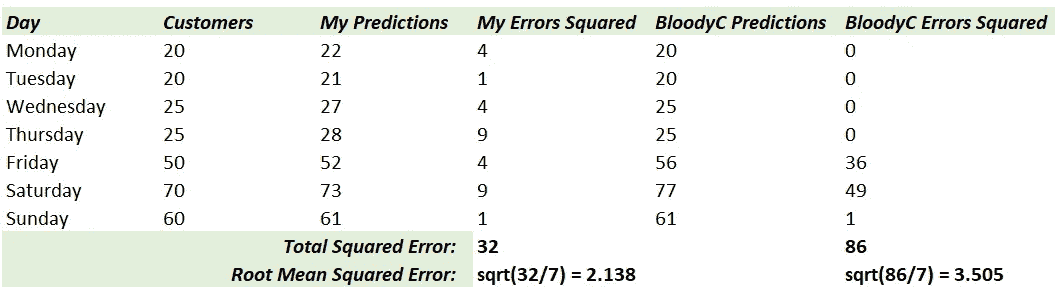 Day Customers My Predictions My Errors Squared BloodyC Predictions BloodyC Errors Squared
Monday 20 22 4 20 0
Tuesday 20 21 1 20 0
Wednesday 25 27 4 25 0
Thursday 25 28 9 25 0
Friday 50 52 4 56 36
Saturday 70 73 9 77 49
Sunday 60 61 1 61 1
Total Squared Error: 32 86
Root Mean Squared Error: sqrt(32/7) = 2.138 sqrt(86/7) = 3.505